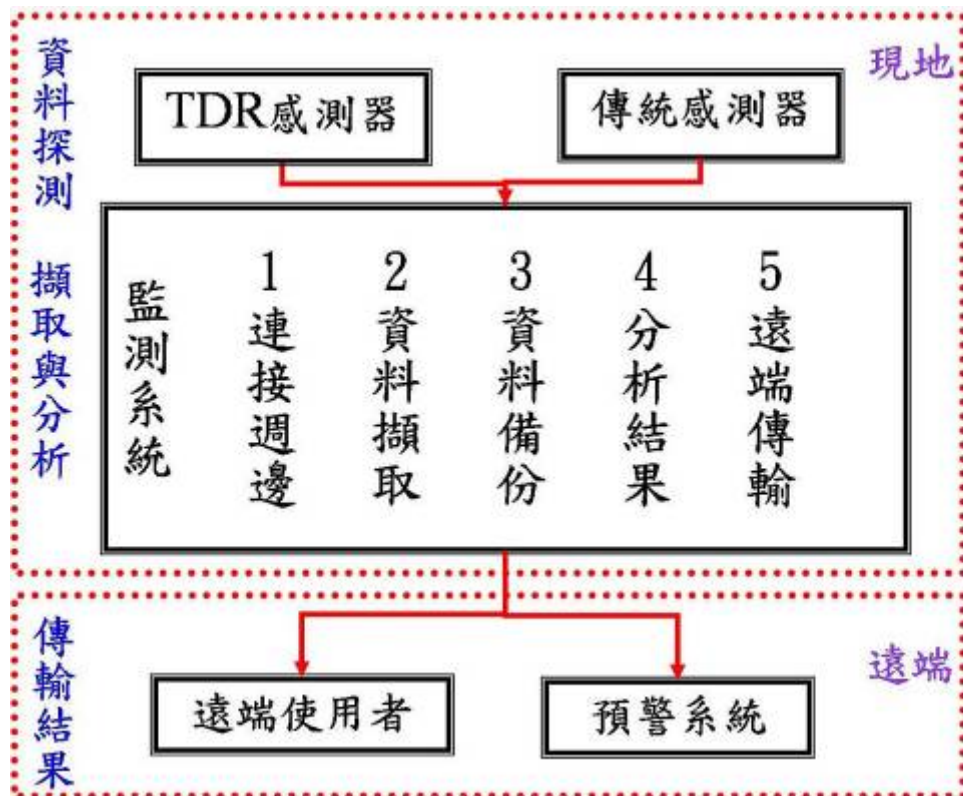 資料探測
擷取與分析
現地
TDR感測器
傳統感測器
監測系統
1連接週邊
2資料擷取
3資料備份
4分析結果
5遠端傳輸
傳輸結果
遠端
遠端使用者
預警系統